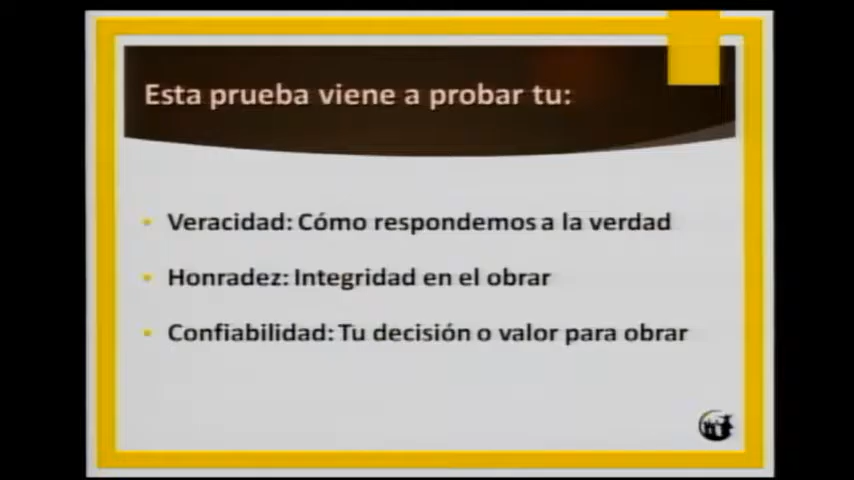 Esta prueba viene a probar tu:
Veracidad: Cómo respondemos a la verdad
Honradez: Integridad en el obrar
Confiabilidad: Tu decisión o valor para obrar